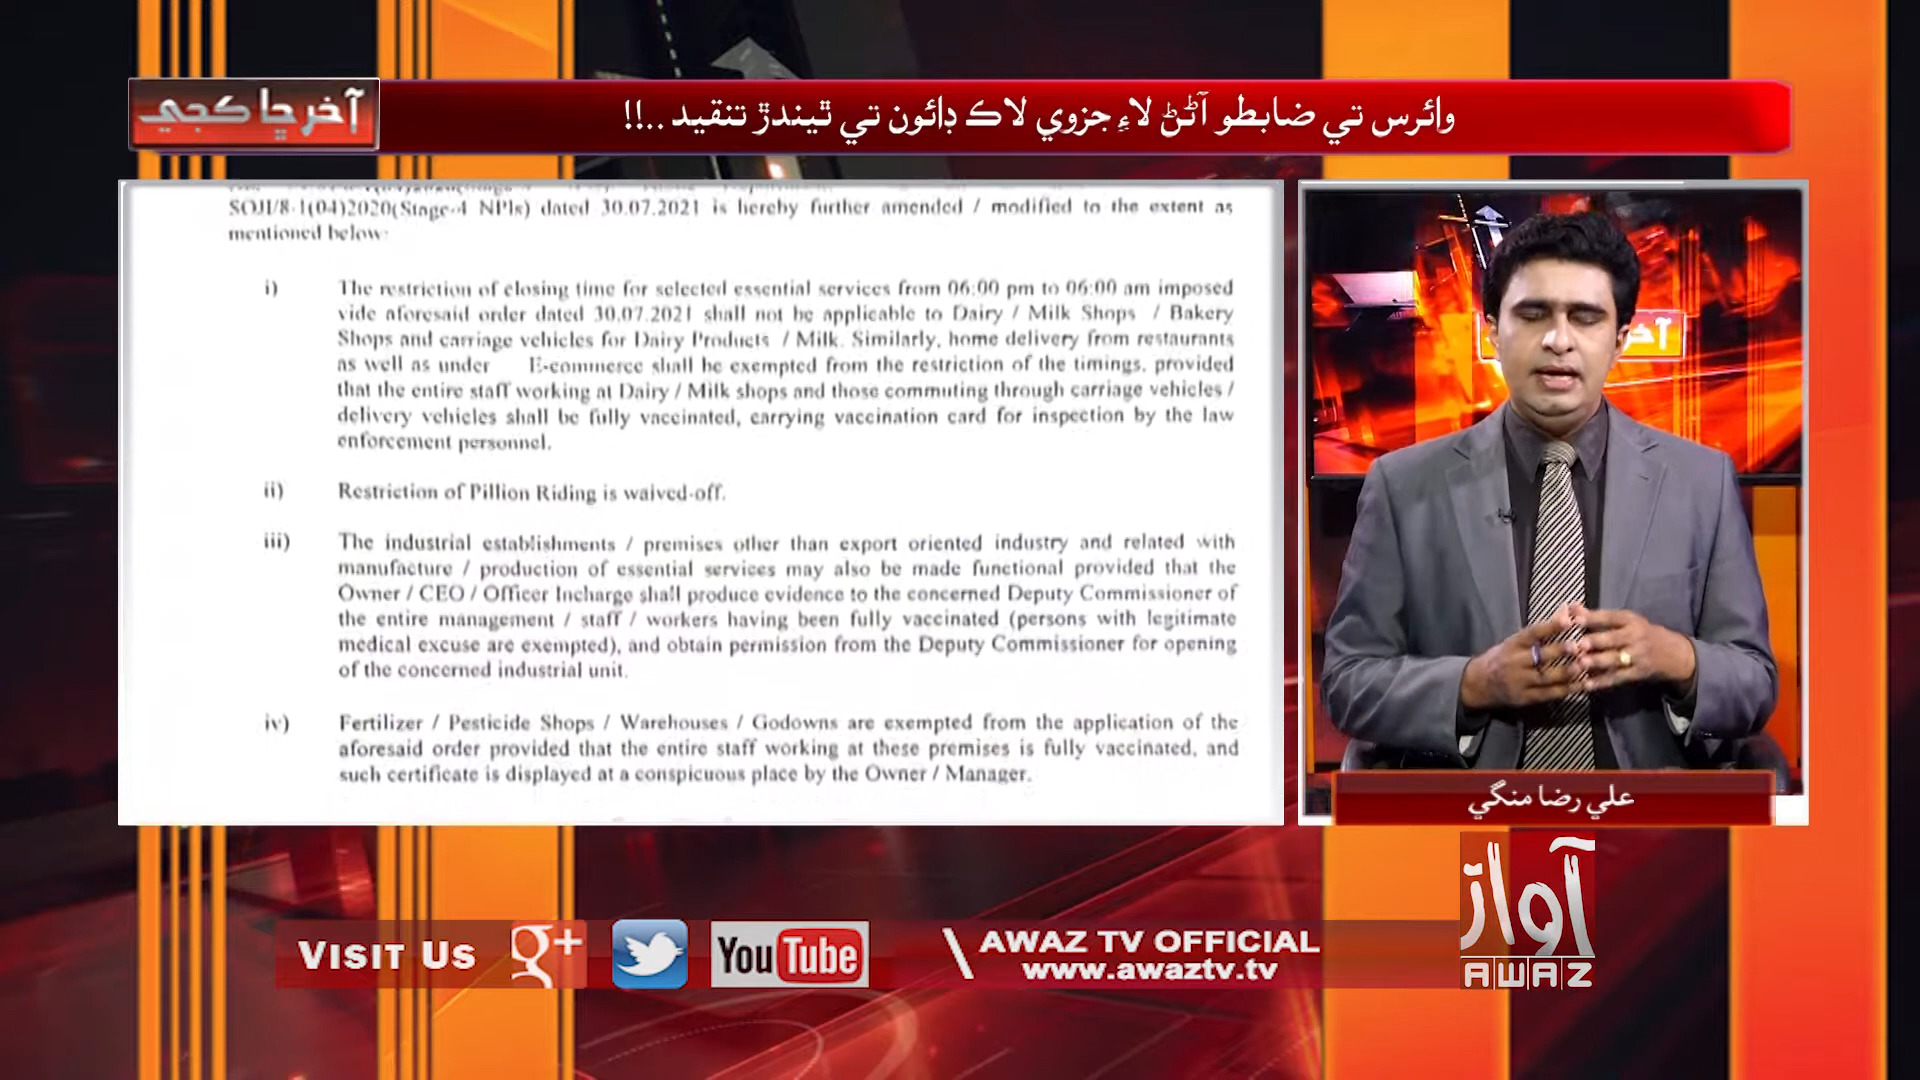 آخر ڇا ڪجي
وائرس تي ضابطو آڻڻ لاءِ جزوي لاڪ ڊائون تي ٿيندڙ تنقيد ..!!
SOJI/8-1(04)2020(Stage-4 NPIs) dated 30.07.2021 is hereby further amended / modified to the extent as
mentioned below:
i) The restriction of closing time for selected essential services from 06:00 pm to 06:00 am imposed
vide aforesaid order dated 30.07.2021 shall not be applicable to Dairy / Milk Shops / Bakery
Shops and carriage vehicles for Dairy Products / Milk. Similarly, home delivery from restaurants
as well as under E-commerce shall be exempted from the restriction of the timings, provided
that the entire staff working at Dairy / Milk shops and those commuting through carriage vehicles /
delivery vehicles shall be fully vaccinated, carrying vaccination card for inspection by the law
enforcement personnel.
ii) Restriction of Pillion Riding is waived-off.
iii) The industrial establishments / premises other than export oriented industry and related with
manufacture / production of essential services may also be made functional provided that the
Owner / CEO / Officer Incharge shall produce evidence to the concerned Deputy Commissioner of
the entire management / staff / workers having been fully vaccinated (persons with legitimate
medical excuse are exempted), and obtain permission from the Deputy Commissioner for opening
of the concerned industrial unit.
iv) Fertilizer / Pesticide Shops / Warehouses / Godowns are exempted from the application of the
aforesaid order provided that the entire staff working at these premises is fully vaccinated, and
such certificate is displayed at a conspicuous place by the Owner / Manager.
علي رضا منگي
VISIT US g+ YouTube \ AWAZ TV OFFICIAL
www.awaztv.tv
آواز
AWAZ